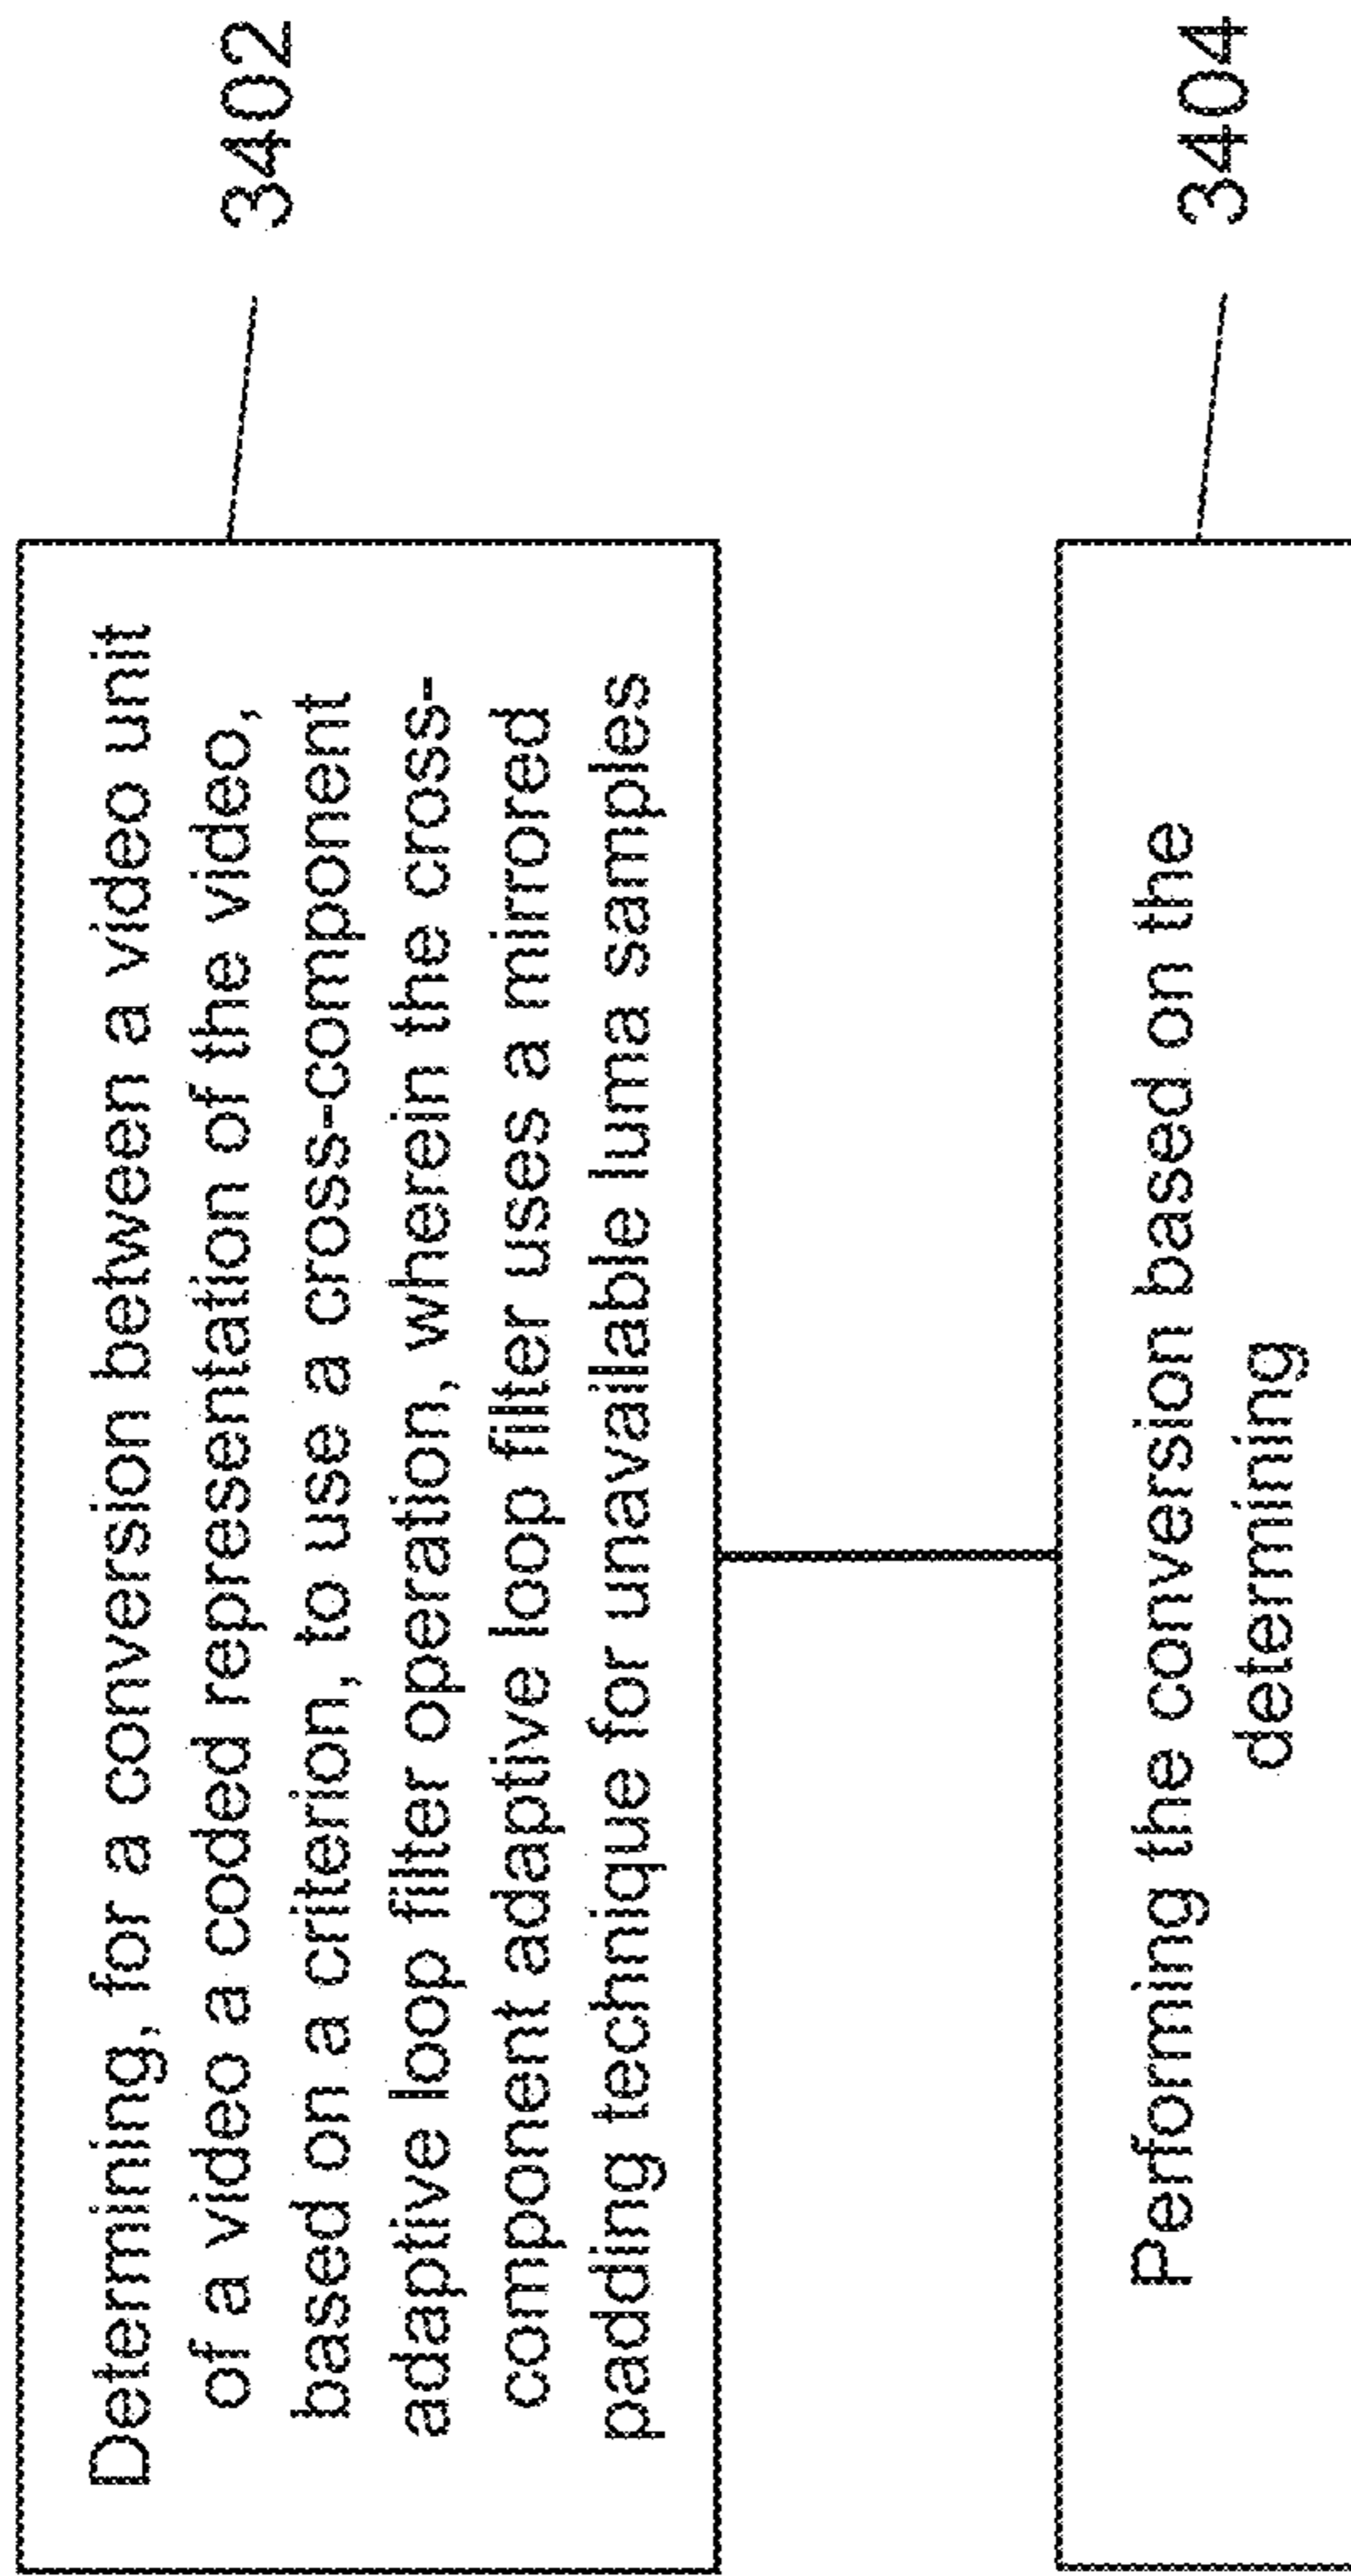 Determining, for a conversion between a video unit
of a video a coded representation of the video,
based on a criterion, to use a cross-component
adaptive loop filter operation, wherein the cross-
component adaptive loop filter uses a mirrored
padding technique for unavailable luma samples
3402
Performing the conversion based on the
determining
3404